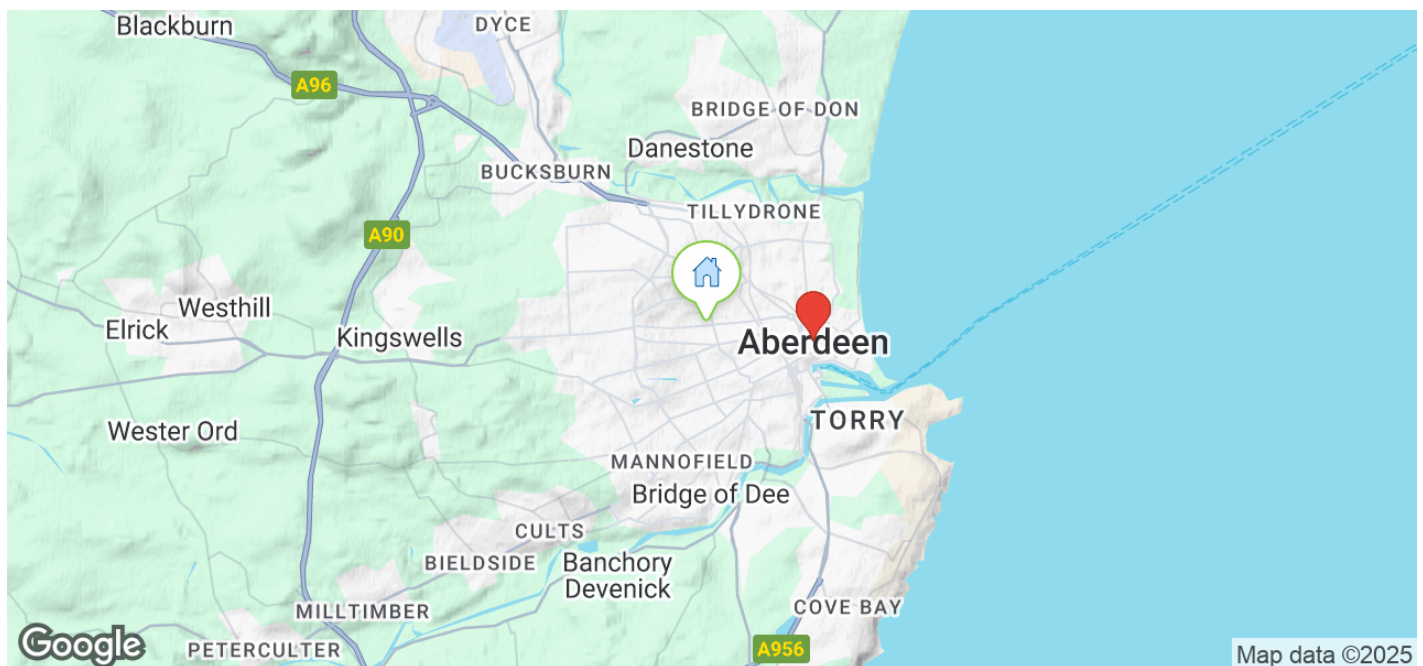 Blackburn
DYCE
A96
BRIDGE OF DON
Danestone
BUCKSBURN
TILLYDRONE
A90
Westhill
Elrick
Kingswells
Aberdeen
TORRY
Wester Ord
MANNOFIELD
Bridge of Dee
CULTS
BIELDSIDE
Banchory
Devenick
MILLTIMBER
COVE BAY
Google
PETERCULTER
A956
Map data ©2025